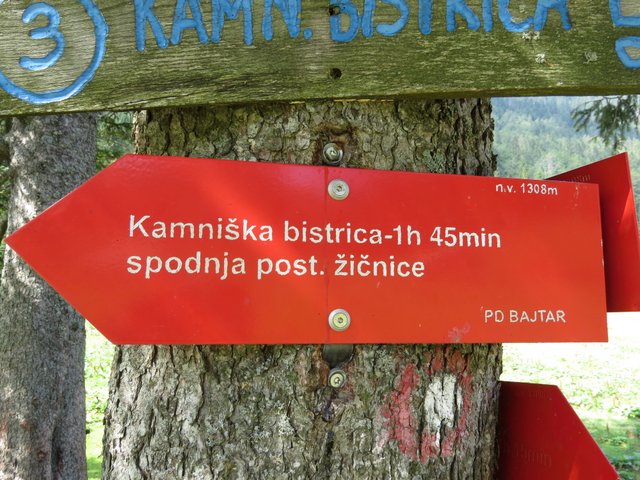 3 KAMN. BISTRICA
n.v. 1308m
Kamniška bistrica-1h 45min
spodnja post. žičnice
PD BAJTAR